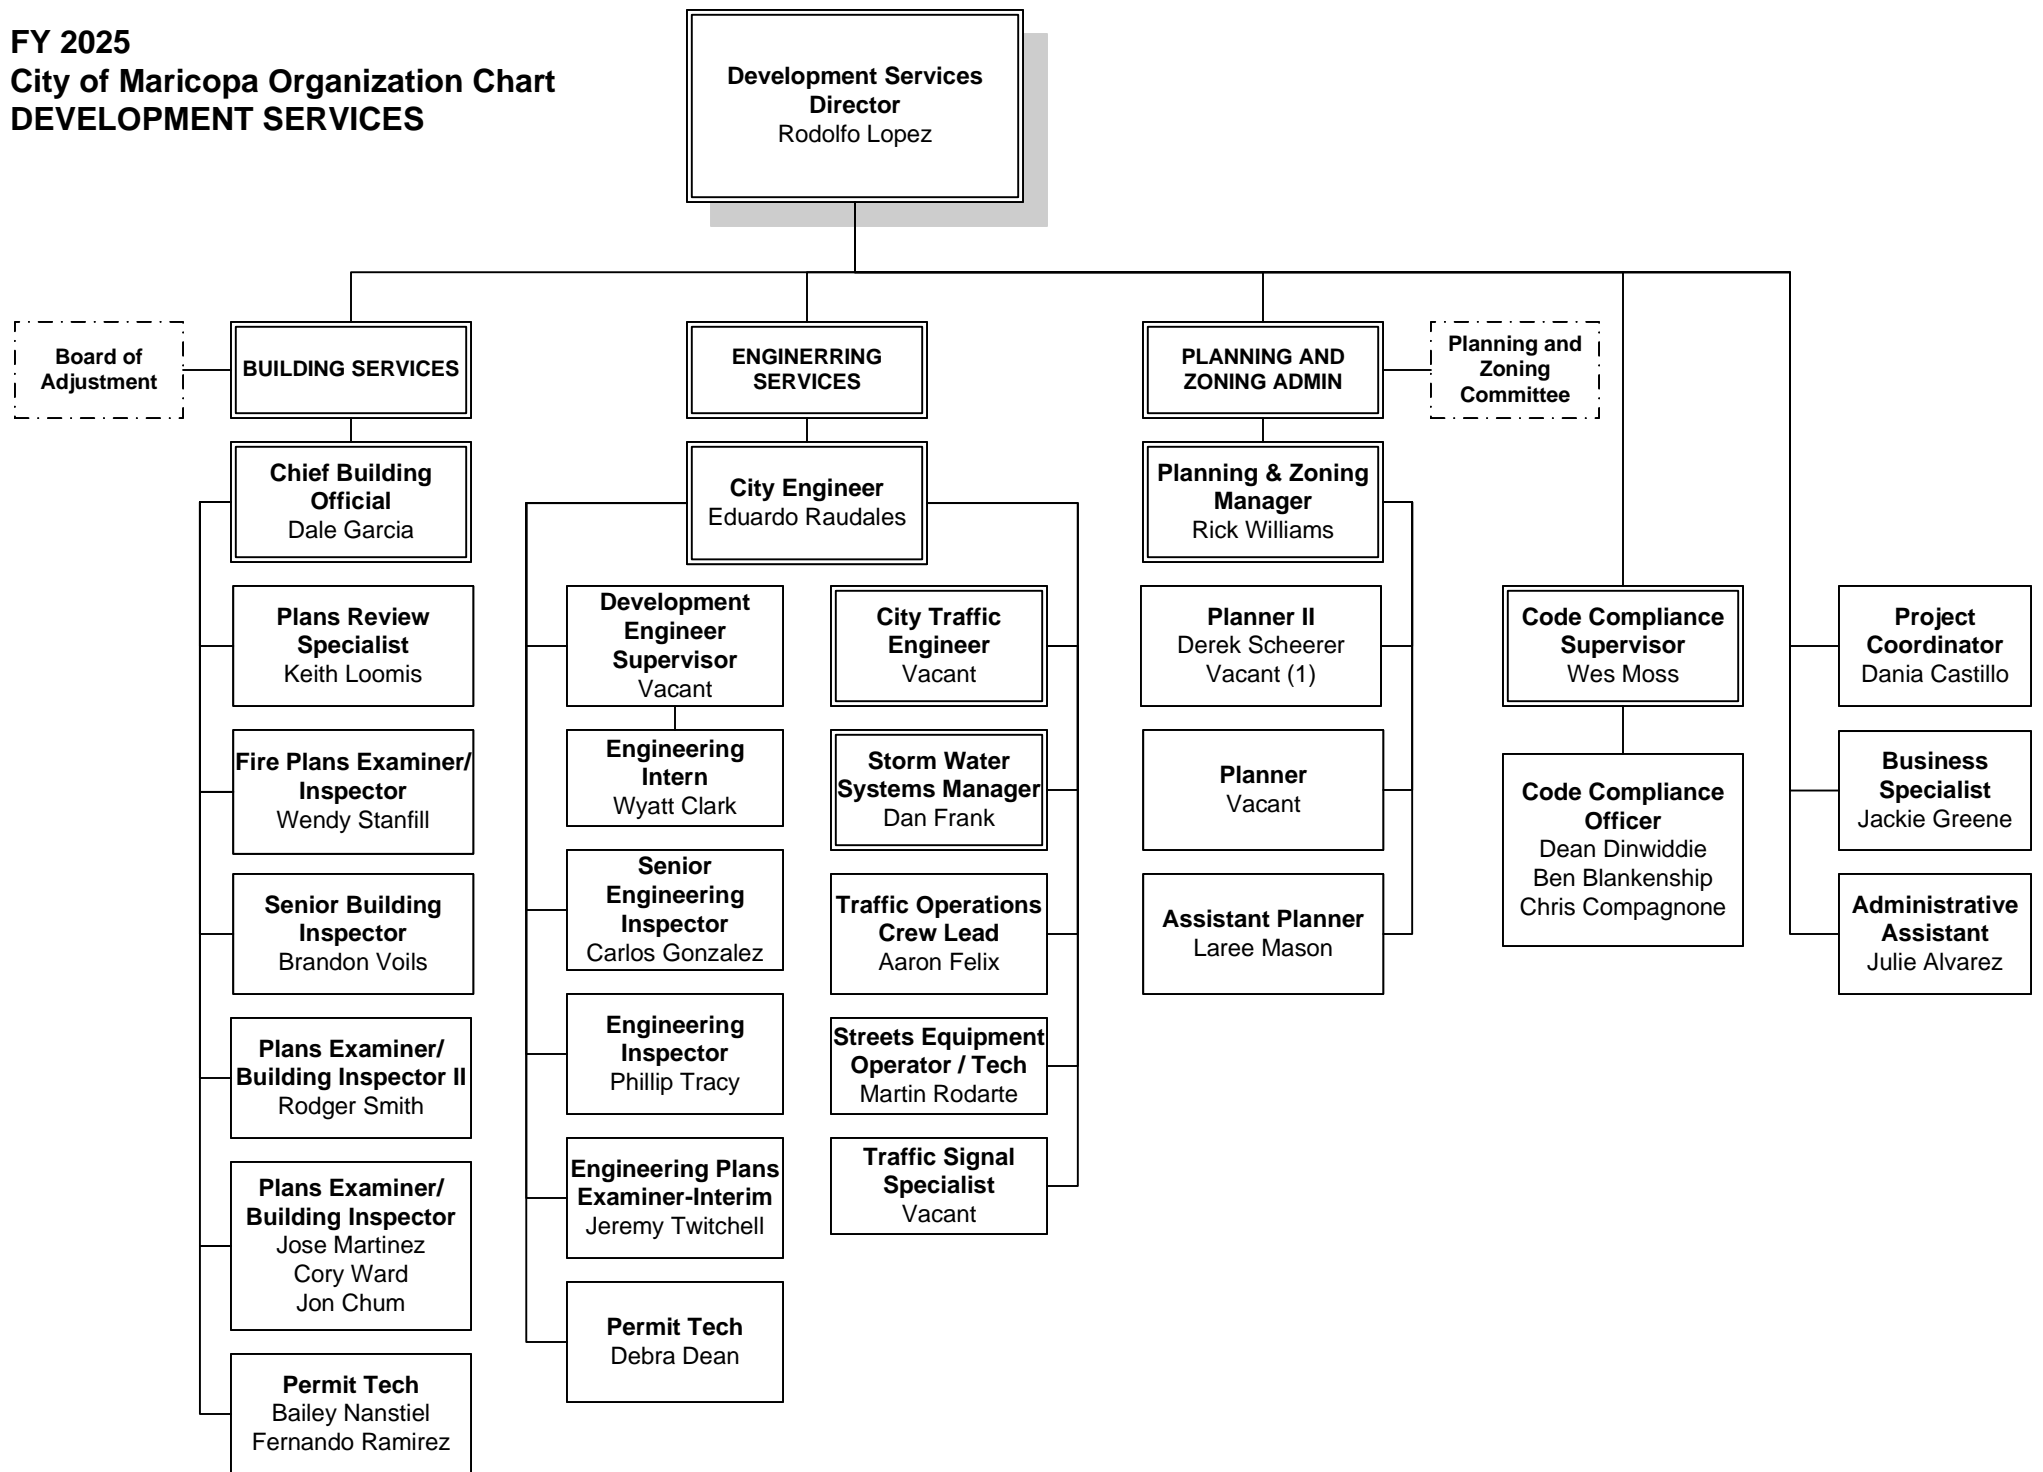 FY 2025
City of Maricopa Organization Chart
DEVELOPMENT SERVICES
Development Services
Director
Rodolfo Lopez
Board of
Adjustment
BUILDING SERVICES
ENGINERRING
SERVICES
PLANNING AND
ZONING ADMIN
Planning and
Zoning
Committee
Chief Building
Official
Dale Garcia
Plans Review
Specialist
Keith Loomis
Fire Plans Examiner/
Inspector
Wendy Stanfill
Senior Building
Inspector
Brandon Voils
Plans Examiner/
Building Inspector II
Rodger Smith
Plans Examiner/
Building Inspector
Jose Martinez
Cory Ward
Jon Chum
Permit Tech
Bailey Nanstiel
Fernando Ramirez
City Engineer
Eduardo Raudales
Development
Engineer
Supervisor
Vacant
Engineering
Intern
Wyatt Clark
Senior
Engineering
Inspector
Carlos Gonzalez
Engineering
Inspector
Phillip Tracy
Engineering Plans
Examiner-Interim
Jeremy Twitchell
Permit Tech
Debra Dean
City Traffic
Engineer
Vacant
Storm Water
Systems Manager
Dan Frank
Traffic Operations
Crew Lead
Aaron Felix
Streets Equipment
Operator / Tech
Martin Rodarte
Traffic Signal
Specialist
Vacant
Planning & Zoning
Manager
Rick Williams
Planner II
Derek Scheerer
Vacant (1)
Planner
Vacant
Assistant Planner
Laree Mason
Code Compliance
Supervisor
Wes Moss
Code Compliance
Officer
Dean Dinwiddie
Ben Blankenship
Chris Compagnone
Project
Coordinator
Dania Castillo
Business
Specialist
Jackie Greene
Administrative
Assistant
Julie Alvarez